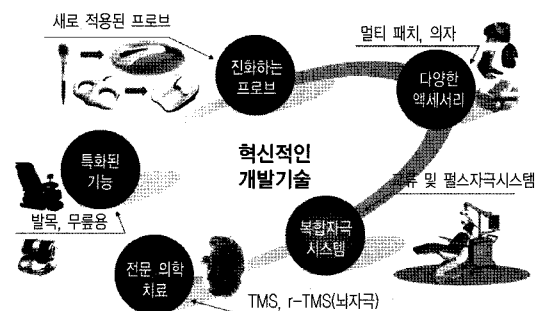 새로 적용된 프로브
진화하는
프로브
멀티 패치, 의자
다양한
액세서리
혁신적인
개발기술
특화된
기능
발목, 무릎용
및 펄스자극시스템
복합자극
시스템
전문 의학
치료
TMS, r-TMS(뇌자극)